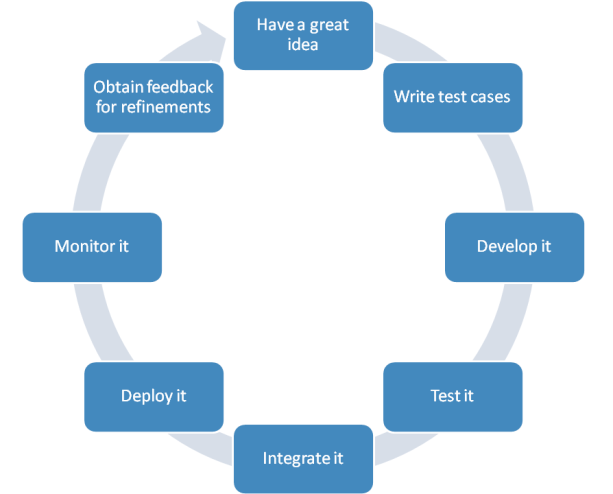 Have a great
idea
Write test cases
Develop it
Test it
Integrate it
Deploy it
Monitor it
Obtain feedback
for refinements